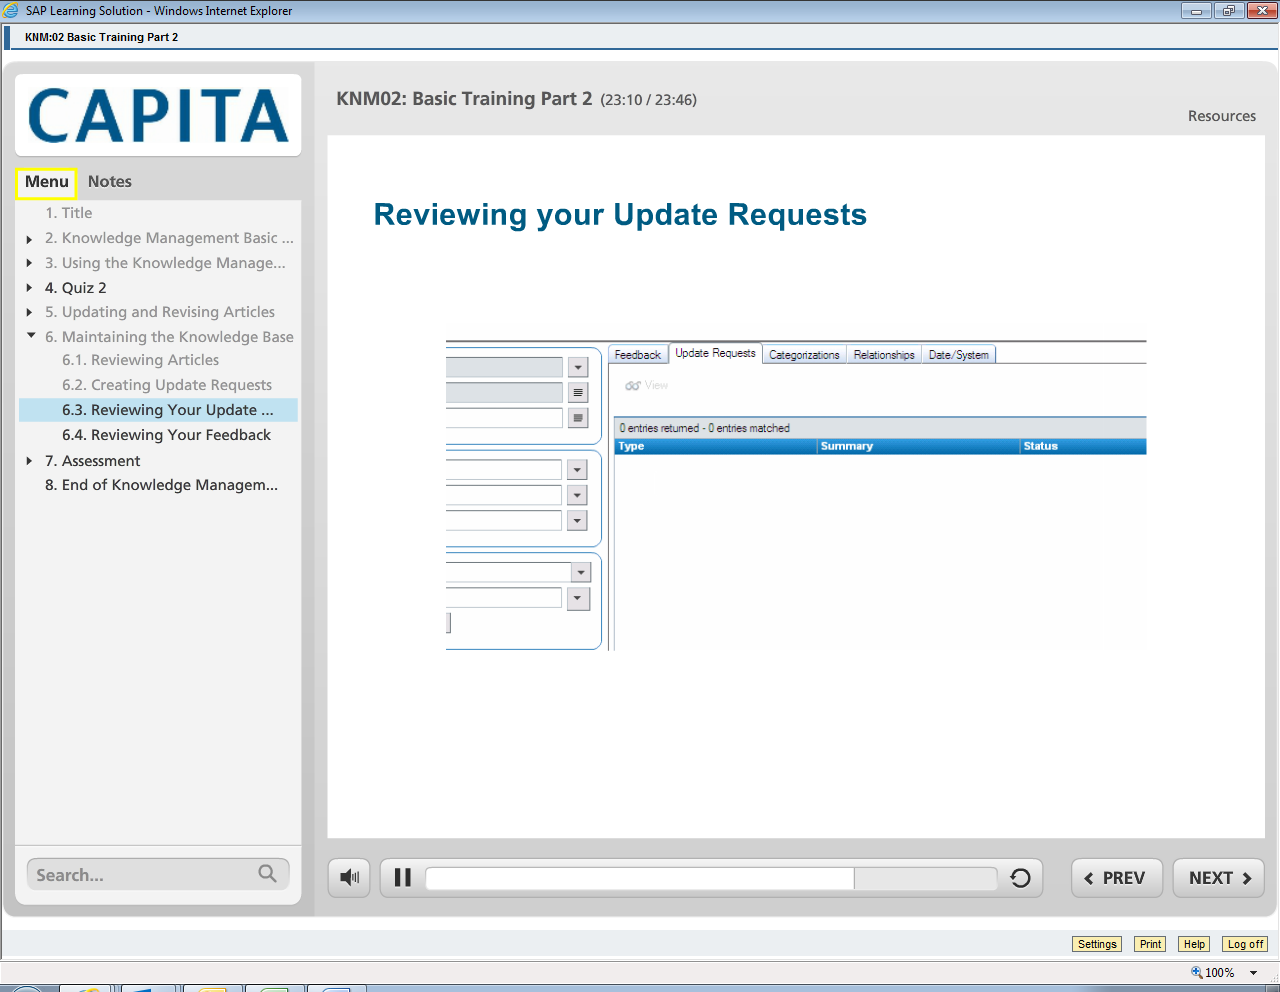 SAP Learning Solution - Windows Internet Explorer
KNM:02 Basic Training Part 2
CAPITA
KNM02: Basic Training Part 2 (23:10 / 23:46)
Resources
Menu Notes
1. Title
2. Knowledge Management Basic ...
3. Using the Knowledge Manage...
4. Quiz 2
5. Updating and Revising Articles
6. Maintaining the Knowledge Base
6.1. Reviewing Articles
6.2. Creating Update Requests
6.3. Reviewing Your Update ...
6.4. Reviewing Your Feedback
7. Assessment
8. End of Knowledge Managem...
Search...
Reviewing your Update Requests
Feedback Update Requests Categorizations Relationships Date/System
View
0 entries returned - 0 entries matched
Type Summary Status
PREV NEXT
Settings Print Help Log off
100%